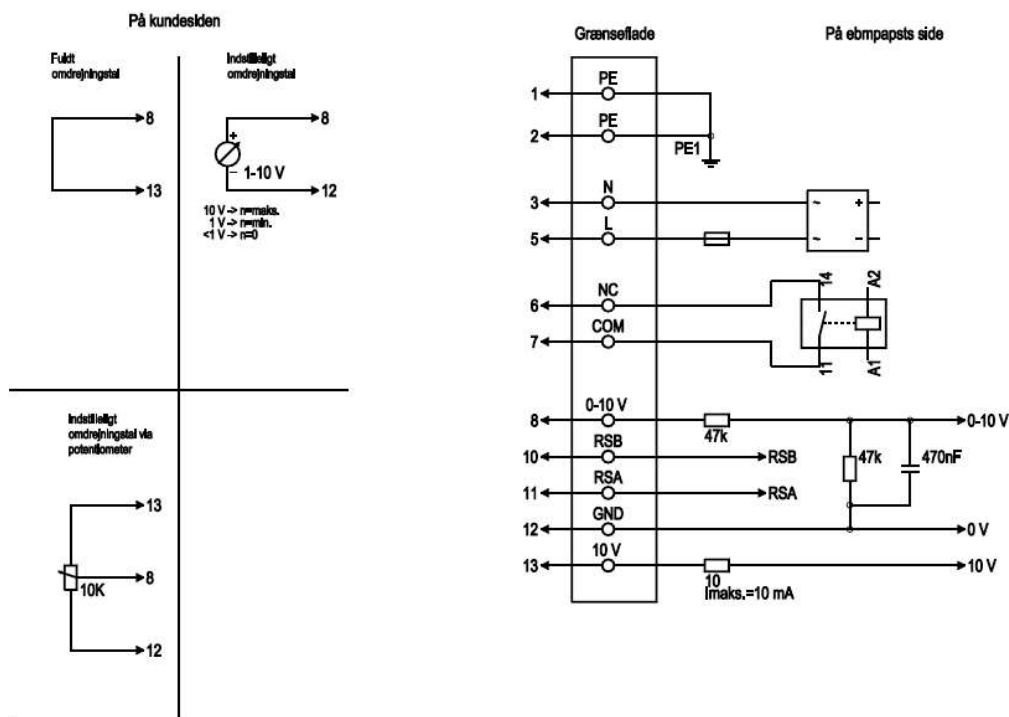 På kundesiden
Fuldt
omdrejningstal
8
13
Indstilleligt
omdrejningstal
8
+
1-10 V
–
12
10 V -> n=maks.
1 V -> n=min.
<1 V -> n=0
Indstilleligt
omdrejningstal via
potentiometer
13
8
10K
12
Grænseflade
På ebmpapsts side
1
PE
2
PE
PE1
3
N
~
+
5
L
~
–
14
A2
6
NC
7
COM
11
A1
8
0-10 V
47k
0-10 V
10
RSB
RSB
47k
470nF
11
RSA
RSA
12
GND
0 V
13
10 V
10
10 V
Imaks.=10 mA